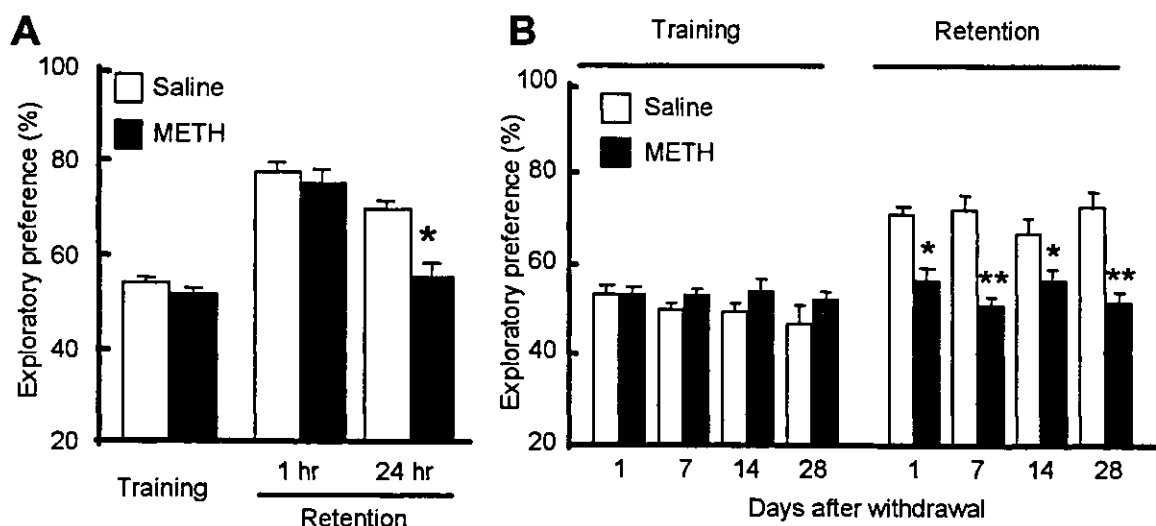 A
Exploratory preference (%)
100
80
60
40
20
Saline
METH
*
Training
1 hr
24 hr
Retention
B
Training
Retention
Exploratory preference (%)
100
80
60
40
20
Saline
METH
*
**
*
**
1 7 14 28 1 7 14 28
Days after withdrawal